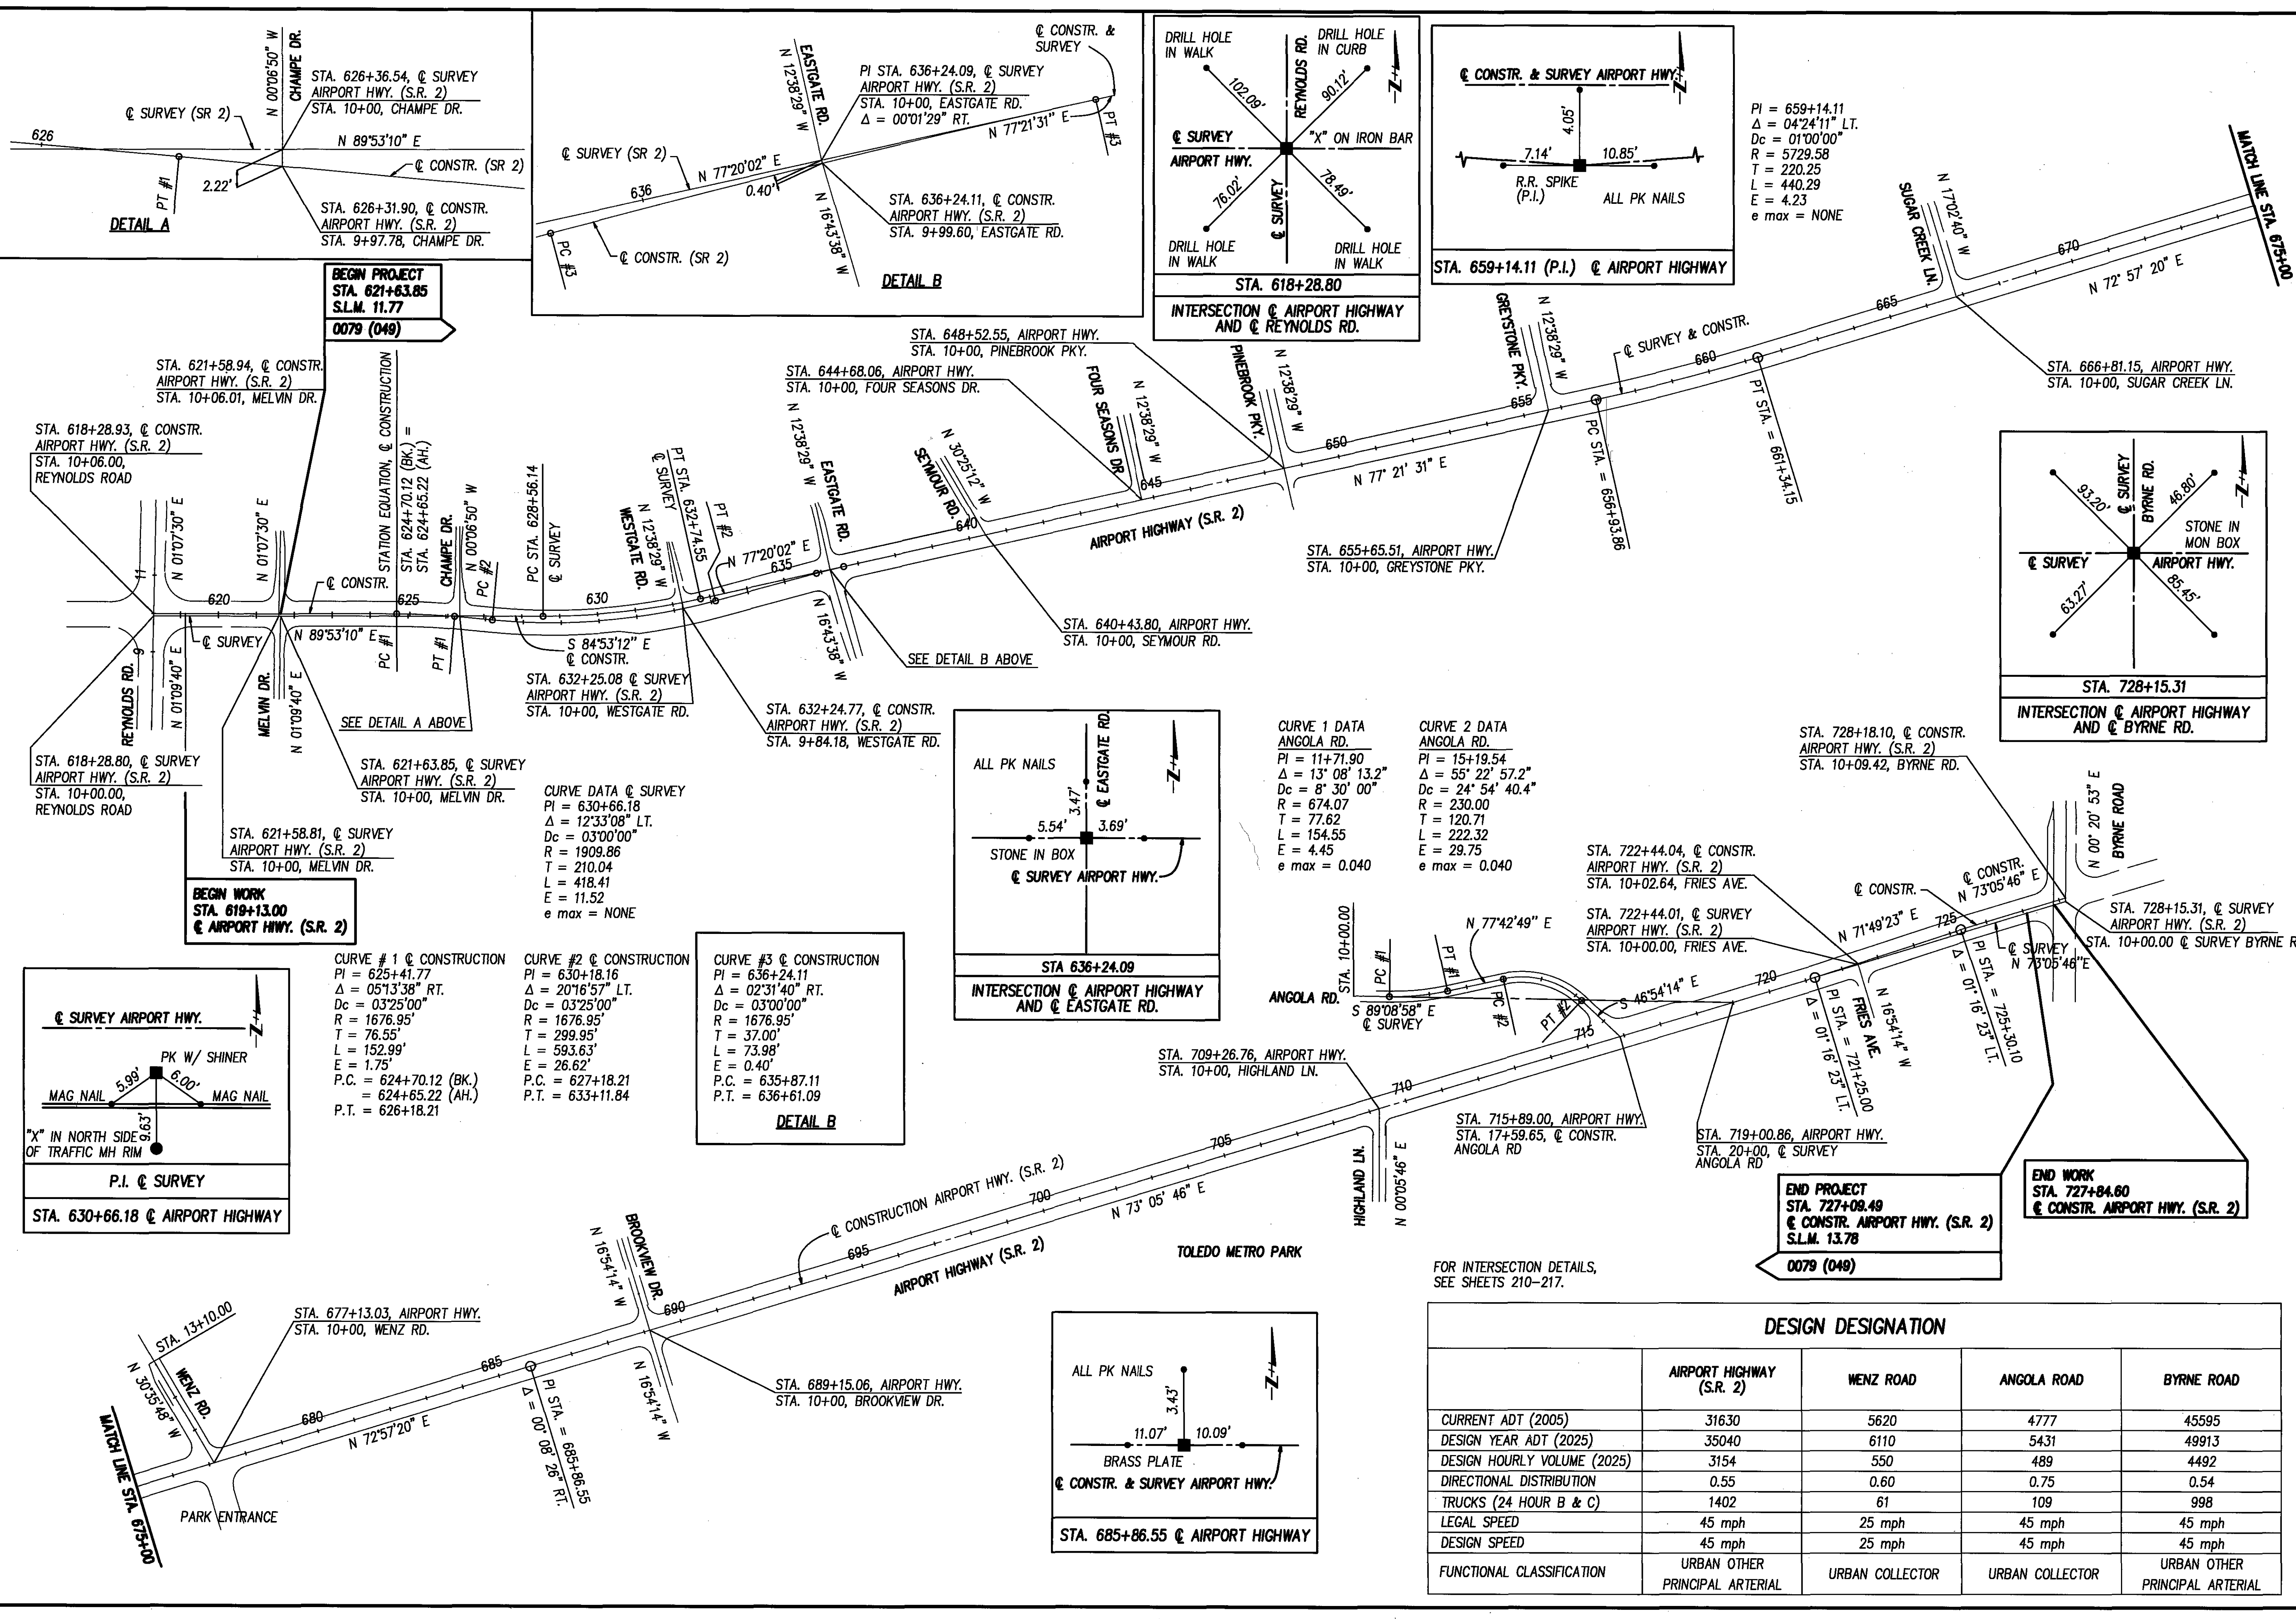 N 00°06'50" W
CHAMPE DR.
STA. 626+36.54, ℄ SURVEY
AIRPORT HWY. (S.R. 2)
STA. 10+00, CHAMPE DR.
℄ SURVEY (SR 2)
626
N 89°53'10" E
℄ CONSTR. (SR 2)
2.22'
PT #1
DETAIL A
STA. 626+31.90, ℄ CONSTR.
AIRPORT HWY. (S.R. 2)
STA. 9+97.78, CHAMPE DR.
EASTGATE RD.
N 12°38'29" W
℄ CONSTR. &
SURVEY
PI STA. 636+24.09, ℄ SURVEY
AIRPORT HWY. (S.R. 2)
STA. 10+00, EASTGATE RD.
Δ = 00°01'29" RT.
N 77°21'31" E
PT #3
℄ SURVEY (SR 2)
N 77°20'02" E
636
0.40'
N 16°43'38" W
STA. 636+24.11, ℄ CONSTR.
AIRPORT HWY. (S.R. 2)
STA. 9+99.60, EASTGATE RD.
PC #3
℄ CONSTR. (SR 2)
DETAIL B
DRILL HOLE
IN WALK
REYNOLDS RD.
DRILL HOLE
IN CURB
102.09'
90.12'
-Z-
℄ SURVEY
AIRPORT HWY.
"X" ON IRON BAR
76.02'
78.49'
℄ SURVEY
DRILL HOLE
IN WALK
DRILL HOLE
IN WALK
STA. 618+28.80
INTERSECTION ℄ AIRPORT HIGHWAY
AND ℄ REYNOLDS RD.
℄ CONSTR. & SURVEY AIRPORT HWY.
-Z-
4.05'
7.14'
10.85'
R.R. SPIKE
(P.I.)
ALL PK NAILS
STA. 659+14.11 (P.I.) ℄ AIRPORT HIGHWAY
PI = 659+14.11
Δ = 04°24'11" LT.
Dc = 01°00'00"
R = 5729.58
T = 220.25
L = 440.29
E = 4.23
e max = NONE
MATCH LINE STA. 675+00
SUGAR CREEK LN.
N 17°02'40" W
670
N 72° 57' 20" E
665
℄ SURVEY & CONSTR.
660
STA. 666+81.15, AIRPORT HWY.
STA. 10+00, SUGAR CREEK LN.
BEGIN PROJECT
STA. 621+63.85
S.L.M. 11.77
0079 (049)
STA. 621+58.94, ℄ CONSTR.
AIRPORT HWY. (S.R. 2)
STA. 10+06.01, MELVIN DR.
STA. 618+28.93, ℄ CONSTR.
AIRPORT HWY. (S.R. 2)
STA. 10+06.00,
REYNOLDS ROAD
STATION EQUATION, ℄ CONSTRUCTION
STA. 624+70.12 (BK.) =
STA. 624+65.22 (AH.)
CHAMPE DR.
N 00°06'50" W
PC #2
PC STA. 628+56.14
℄ SURVEY
STA. 648+52.55, AIRPORT HWY.
STA. 10+00, PINEBROOK PKY.
STA. 644+68.06, AIRPORT HWY.
STA. 10+00, FOUR SEASONS DR.
GREYSTONE PKY.
N 12°38'29" W
PINEBROOK PKY.
N 12°38'29" W
FOUR SEASONS DR
N 12°38'29" W
SEYMOUR RD.
N 30°25'12" W
EASTGATE RD.
N 12°38'29" W
PT STA. 632+74.55
℄ SURVEY
PT #2
WESTGATE RD.
N 12°38'29" W
N 77°20'02" E
635
640
645
650
655
N 77° 21' 31" E
AIRPORT HIGHWAY (S.R. 2)
PC STA. = 656+93.86
PT STA. = 661+34.15
STA. 655+65.51, AIRPORT HWY.
STA. 10+00, GREYSTONE PKY.
STA. 640+43.80, AIRPORT HWY.
STA. 10+00, SEYMOUR RD.
SEE DETAIL B ABOVE
N 16°43'38" W
11
N 01°07'30" E
N 01°07'30" E
℄ CONSTR.
620
625
630
9
℄ SURVEY
N 89°53'10" E
PC #1
PT #1
S 84°53'12" E
℄ CONSTR.
REYNOLDS RD.
N 01°09'40" E
MELVIN DR.
N 01°09'40" E
SEE DETAIL A ABOVE
STA. 632+25.08 ℄ SURVEY
AIRPORT HWY. (S.R. 2)
STA. 10+00, WESTGATE RD.
STA. 632+24.77, ℄ CONSTR.
AIRPORT HWY. (S.R. 2)
STA. 9+84.18, WESTGATE RD.
STA. 618+28.80, ℄ SURVEY
AIRPORT HWY. (S.R. 2)
STA. 10+00.00,
REYNOLDS ROAD
STA. 621+63.85, ℄ SURVEY
AIRPORT HWY. (S.R. 2)
STA. 10+00, MELVIN DR.
STA. 621+58.81, ℄ SURVEY
AIRPORT HWY. (S.R. 2)
STA. 10+00, MELVIN DR.
BEGIN WORK
STA. 619+13.00
℄ AIRPORT HIWY. (S.R. 2)
CURVE DATA ℄ SURVEY
PI = 630+66.18
Δ = 12°33'08" LT.
Dc = 03°00'00"
R = 1909.86
T = 210.04
L = 418.41
E = 11.52
e max = NONE
93.20'
46.80'
℄ SURVEY
BYRNE RD.
-Z-
STONE IN
MON BOX
℄ SURVEY
AIRPORT HWY.
63.27'
85.45'
STA. 728+15.31
INTERSECTION ℄ AIRPORT HIGHWAY
AND ℄ BYRNE RD.
ALL PK NAILS
℄ EASTGATE RD.
-Z-
3.47'
5.54'
3.69'
STONE IN BOX
℄ SURVEY AIRPORT HWY.
STA 636+24.09
INTERSECTION ℄ AIRPORT HIGHWAY
AND ℄ EASTGATE RD.
CURVE 1 DATA
ANGOLA RD.
PI = 11+71.90
Δ = 13° 08' 13.2"
Dc = 8° 30' 00"
R = 674.07
T = 77.62
L = 154.55
E = 4.45
e max = 0.040
CURVE 2 DATA
ANGOLA RD.
PI = 15+19.54
Δ = 55° 22' 57.2"
Dc = 24° 54' 40.4"
R = 230.00
T = 120.71
L = 222.32
E = 29.75
e max = 0.040
STA. 728+18.10, ℄ CONSTR.
AIRPORT HWY. (S.R. 2)
STA. 10+09.42, BYRNE RD.
N 00° 20' 53" E
BYRNE ROAD
STA. 722+44.04, ℄ CONSTR.
AIRPORT HWY. (S.R. 2)
STA. 10+02.64, FRIES AVE.
STA. 722+44.01, ℄ SURVEY
AIRPORT HWY. (S.R. 2)
STA. 10+00.00, FRIES AVE.
℄ CONSTR.
℄ CONSTR.
N 73°05'46" E
N 71°49'23" E
725
STA. 728+15.31, ℄ SURVEY
AIRPORT HWY. (S.R. 2)
STA. 10+00.00 ℄ SURVEY BYRNE R
℄ SURVEY
N 73°05'46"E
STA. 10+00.00
PC #1
PT #1
N 77°42'49" E
ANGOLA RD.
S 89°08'58" E
℄ SURVEY
PC #2
PT #2
S 46°54'14" E
715
720
PI STA. = 721+25.00
Δ = 01° 16' 23" LT.
FRIES AVE.
N 16°54'14" W
PI STA. = 725+30.10
Δ = 01° 16' 23" LT.
CURVE # 1 ℄ CONSTRUCTION
PI = 625+41.77
Δ = 05°13'38" RT.
Dc = 03°25'00"
R = 1676.95'
T = 76.55'
L = 152.99'
E = 1.75'
P.C. = 624+70.12 (BK.)
= 624+65.22 (AH.)
P.T. = 626+18.21
CURVE #2 ℄ CONSTRUCTION
PI = 630+18.16
Δ = 20°16'57" LT.
Dc = 03°25'00"
R = 1676.95'
T = 299.95'
L = 593.63'
E = 26.62'
P.C. = 627+18.21
P.T. = 633+11.84
CURVE #3 ℄ CONSTRUCTION
PI = 636+24.11
Δ = 02°31'40" RT.
Dc = 03°00'00"
R = 1676.95'
T = 37.00'
L = 73.98'
E = 0.40'
P.C. = 635+87.11
P.T. = 636+61.09
DETAIL B
℄ SURVEY AIRPORT HWY.
-Z-
PK W/ SHINER
5.99'
6.00'
MAG NAIL
MAG NAIL
9.63'
"X" IN NORTH SIDE
OF TRAFFIC MH RIM
P.I. ℄ SURVEY
STA. 630+66.18 ℄ AIRPORT HIGHWAY
STA. 709+26.76, AIRPORT HWY.
STA. 10+00, HIGHLAND LN.
710
705
700
695
STA. 715+89.00, AIRPORT HWY.
STA. 17+59.65, ℄ CONSTR.
ANGOLA RD
STA. 719+00.86, AIRPORT HWY.
STA. 20+00, ℄ SURVEY
ANGOLA RD
HIGHLAND LN.
N 00°05'46" E
℄ CONSTRUCTION AIRPORT HWY. (S.R. 2)
N 73° 05' 46" E
AIRPORT HIGHWAY (S.R. 2)
TOLEDO METRO PARK
END PROJECT
STA. 727+09.49
℄ CONSTR. AIRPORT HWY. (S.R. 2)
S.L.M. 13.78
0079 (049)
END WORK
STA. 727+84.60
℄ CONSTR. AIRPORT HWY. (S.R. 2)
FOR INTERSECTION DETAILS,
SEE SHEETS 210-217.
BROOKVIEW DR.
N 16°54'14" W
690
685
680
N 16°54'14" W
STA. 689+15.06, AIRPORT HWY.
STA. 10+00, BROOKVIEW DR.
PI STA. = 685+86.55
Δ = 00° 08' 26" RT.
STA. 677+13.03, AIRPORT HWY.
STA. 10+00, WENZ RD.
STA. 13+10.00
WENZ RD.
N 30°35'48" W
N 72°57'20" E
MATCH LINE STA. 675+00
PARK ENTRANCE
ALL PK NAILS
-Z-
3.43'
11.07'
10.09'
BRASS PLATE
℄ CONSTR. & SURVEY AIRPORT HWY.
STA. 685+86.55 ℄ AIRPORT HIGHWAY
DESIGN DESIGNATION
AIRPORT HIGHWAY
(S.R. 2)
WENZ ROAD
ANGOLA ROAD
BYRNE ROAD
CURRENT ADT (2005) 31630 5620 4777 45595
DESIGN YEAR ADT (2025) 35040 6110 5431 49913
DESIGN HOURLY VOLUME (2025) 3154 550 489 4492
DIRECTIONAL DISTRIBUTION 0.55 0.60 0.75 0.54
TRUCKS (24 HOUR B & C) 1402 61 109 998
LEGAL SPEED 45 mph 25 mph 45 mph 45 mph
DESIGN SPEED 45 mph 25 mph 45 mph 45 mph
FUNCTIONAL CLASSIFICATION
URBAN OTHER
PRINCIPAL ARTERIAL
URBAN COLLECTOR
URBAN COLLECTOR
URBAN OTHER
PRINCIPAL ARTERIAL